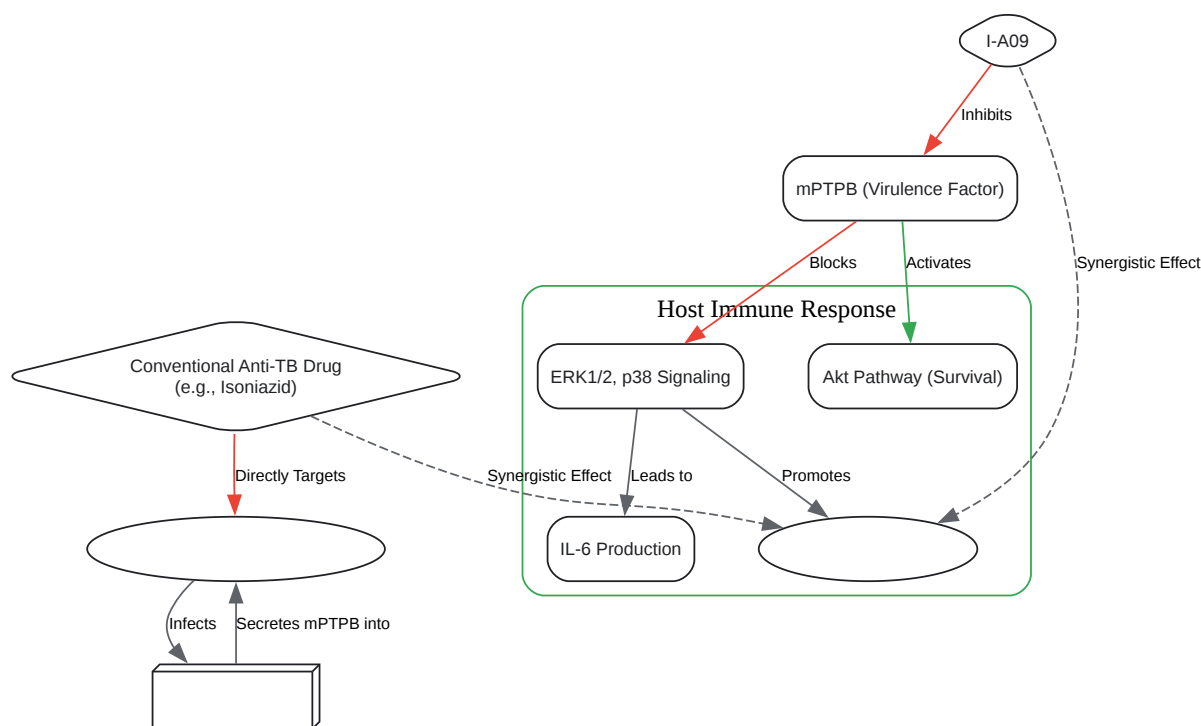 I-A09
Inhibits
mPTPB (Virulence Factor)
Blocks
Activates
Synergistic Effect
Host Immune Response
Conventional Anti-TB Drug
(e.g., Isoniazid)
ERK1/2, p38 Signaling
Akt Pathway (Survival)
Directly Targets
Synergistic Effect
Leads to
Promotes
IL-6 Production
Infects
Secretes mPTPB into